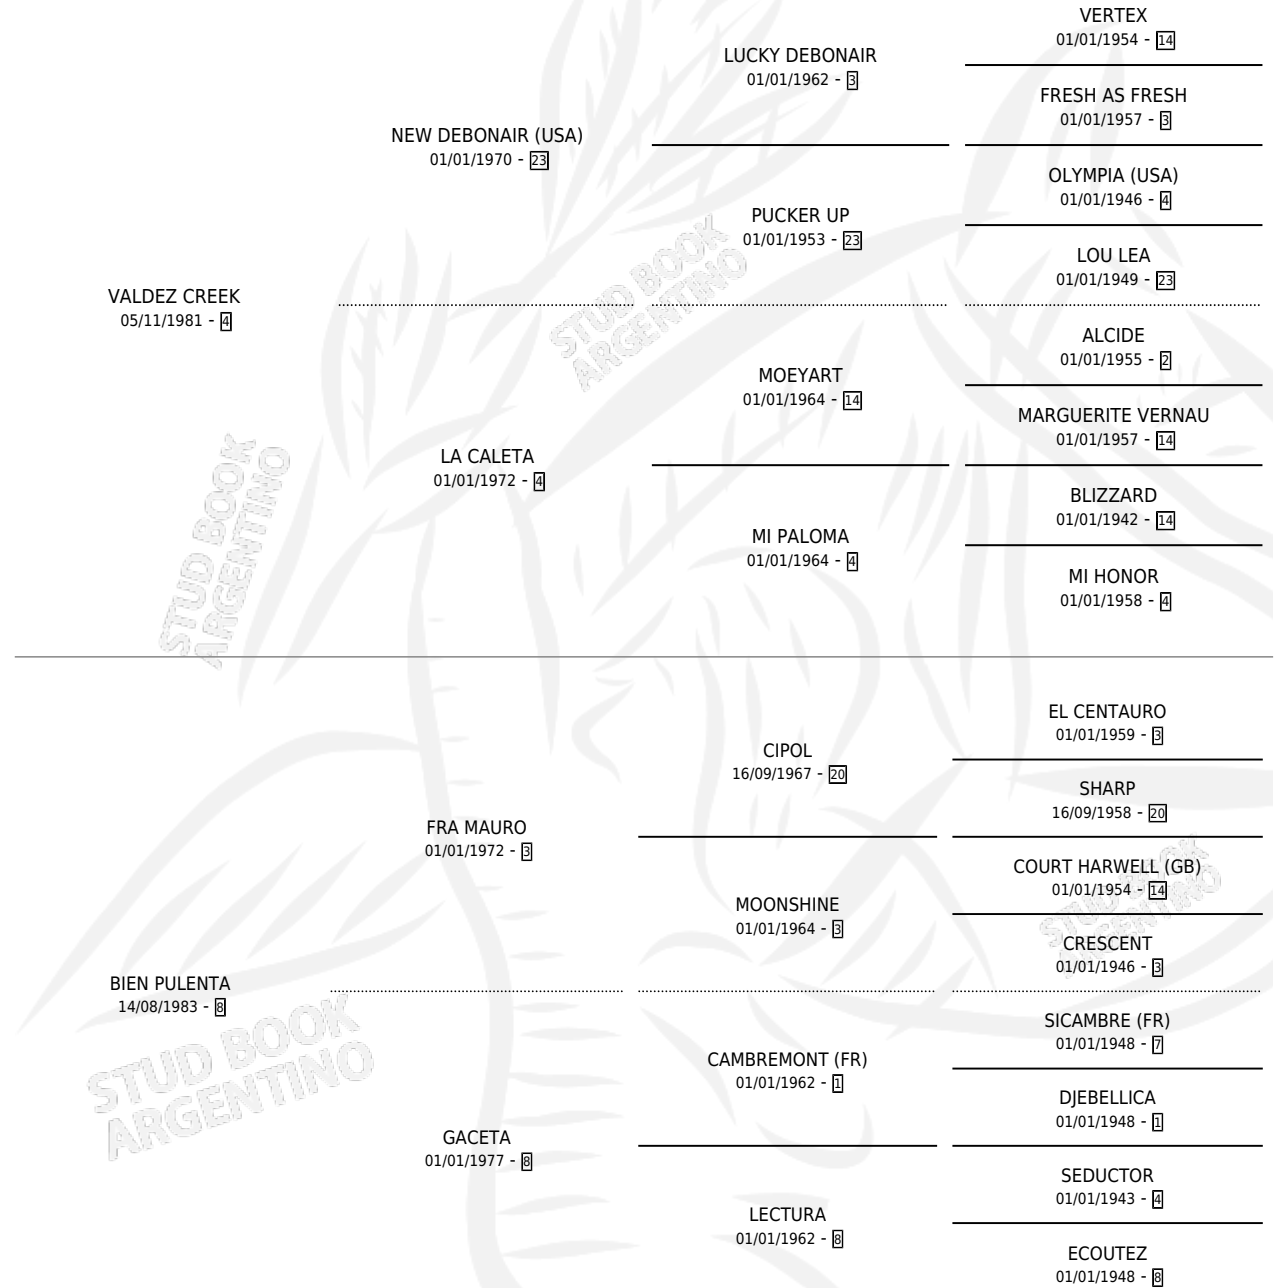 VERTEX
01/01/1954 - 14
LUCKY DEBONAIR
01/01/1962 - 3
FRESH AS FRESH
01/01/1957 - 3
NEW DEBONAIR (USA)
01/01/1970 - 23
OLYMPIA (USA)
01/01/1946 - 4
PUCKER UP
01/01/1953 - 23
LOU LEA
01/01/1949 - 23
VALDEZ CREEK
05/11/1981 - 4
ALCIDE
01/01/1955 - 2
MOEYART
01/01/1964 - 14
MARGUERITE VERNAU
01/01/1957 - 14
LA CALETA
01/01/1972 - 4
BLIZZARD
01/01/1942 - 14
MI PALOMA
01/01/1964 - 4
MI HONOR
01/01/1958 - 4
EL CENTAURO
01/01/1959 - 3
CIPOL
16/09/1967 - 20
SHARP
16/09/1958 - 20
FRA MAURO
01/01/1972 - 3
COURT HARWELL (GB)
01/01/1954 - 14
MOONSHINE
01/01/1964 - 3
CRESCENT
01/01/1946 - 3
BIEN PULENTA
14/08/1983 - 8
SICAMBRE (FR)
01/01/1948 - 7
CAMBREMONT (FR)
01/01/1962 - 1
DJEBELLICA
01/01/1948 - 1
GACETA
01/01/1977 - 8
SEDUCTOR
01/01/1943 - 4
LECTURA
01/01/1962 - 8
ECOUTEZ
01/01/1948 - 8
STUD BOOK
ARGENTINO
STUD BOOK
ARGENTINO
STUD BOOK
ARGENTINO
STUD BOOK
ARGENTINO